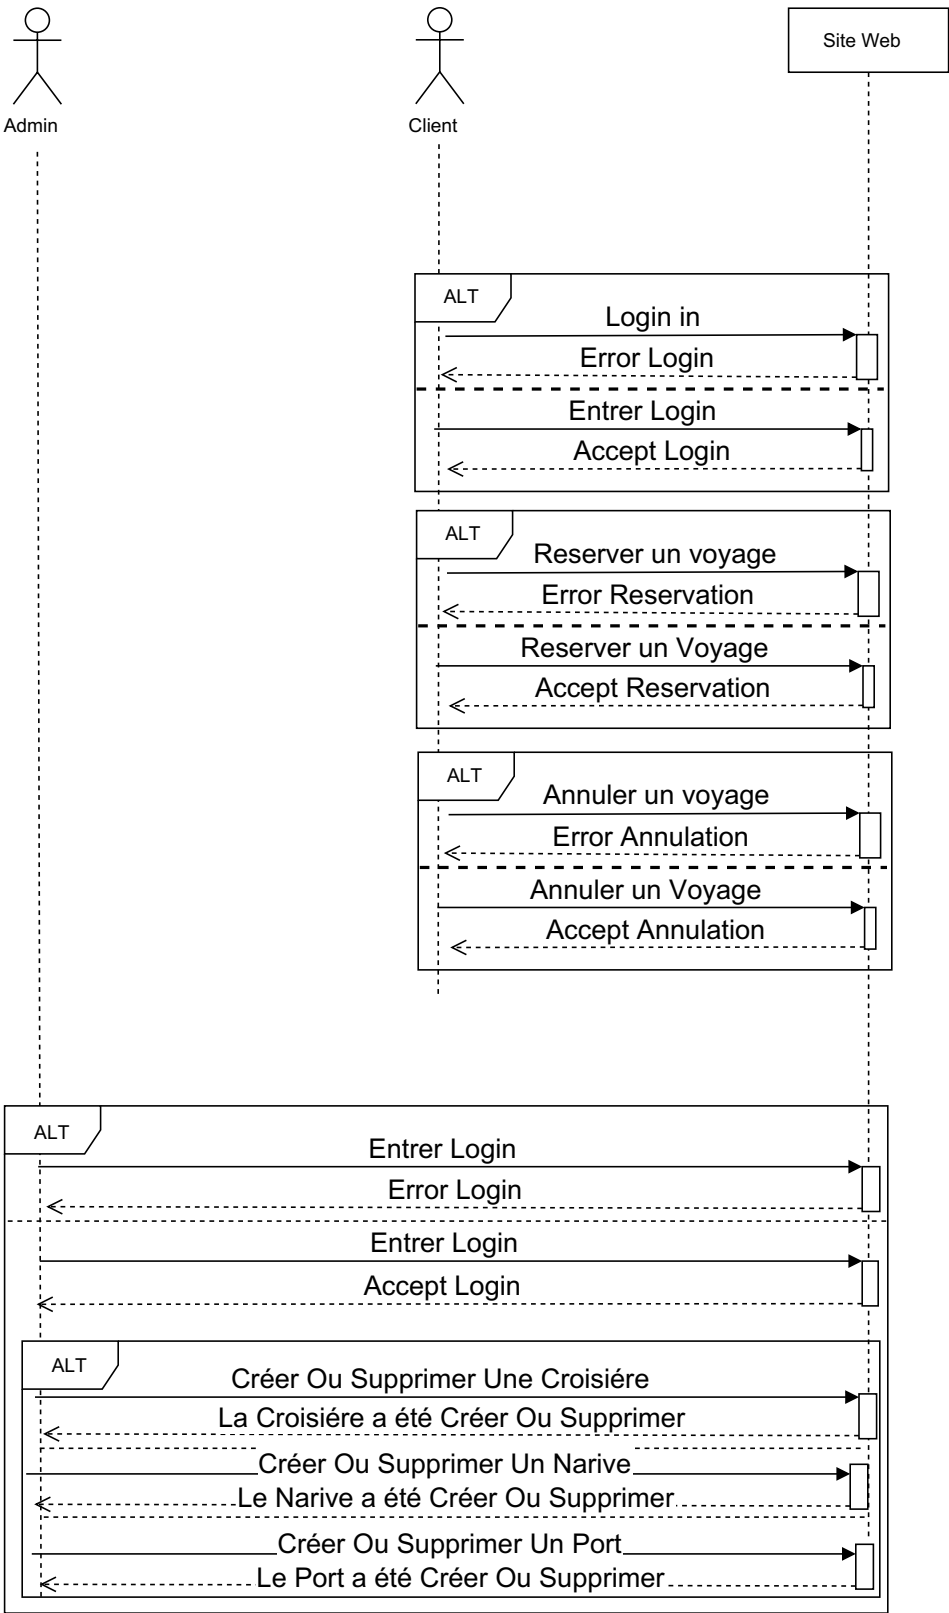 Admin
Client
Site Web
ALT
Login in
Error Login
Entrer Login
Accept Login
ALT
Reserver un voyage
Error Reservation
Reserver un Voyage
Accept Reservation
ALT
Annuler un voyage
Error Annulation
Annuler un Voyage
Accept Annulation
ALT
Entrer Login
Error Login
Entrer Login
Accept Login
ALT
Créer Ou Supprimer Une Croisiére
La Croisiére a été Créer Ou Supprimer
Créer Ou Supprimer Un Narive
Le Narive a été Créer Ou Supprimer
Créer Ou Supprimer Un Port
Le Port a été Créer Ou Supprimer